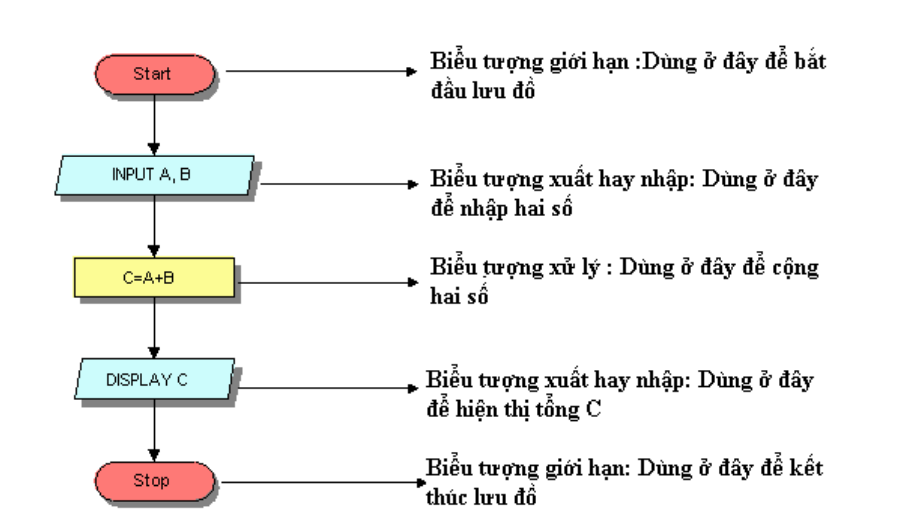 Start
Biểu tượng giới hạn :Dùng ở đây để bắt
đầu lưu đồ
INPUT A, B
Biểu tượng xuất hay nhập: Dùng ở đây
để nhập hai số
C=A+B
Biểu tượng xử lý : Dùng ở đây để cộng
hai số
DISPLAY C
Biểu tượng xuất hay nhập: Dùng ở đây
để hiện thị tổng C
Stop
Biểu tượng giới hạn: Dùng ở đây để kết
thúc lưu đồ